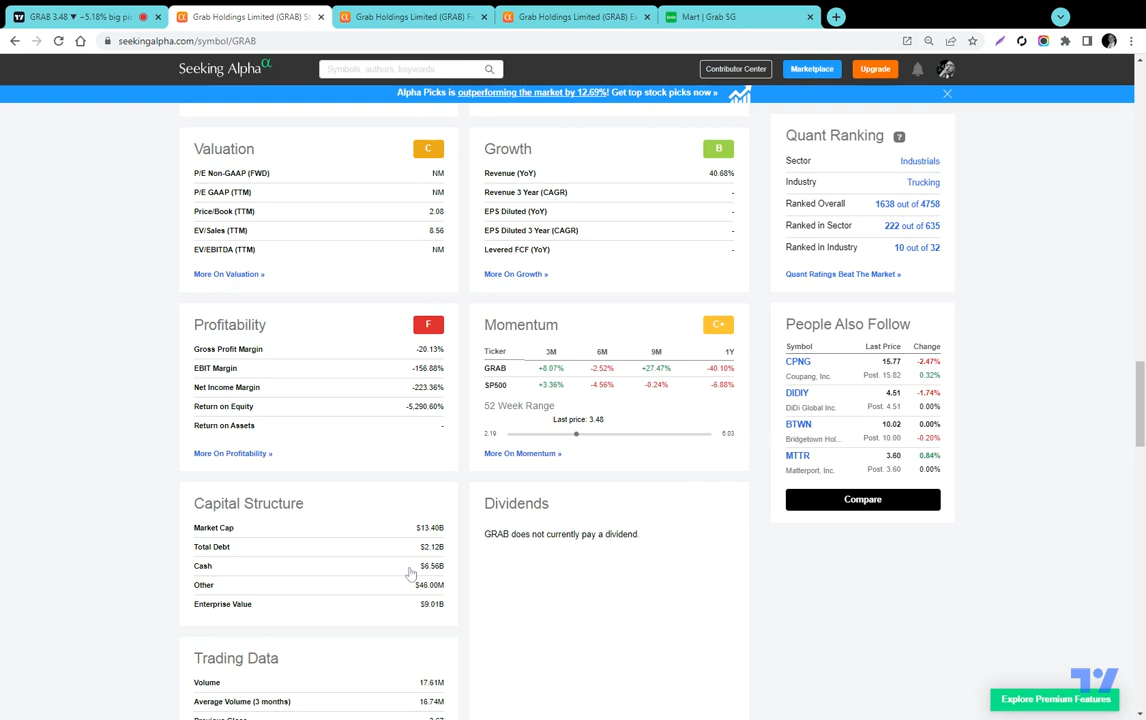 GRAB 3.48 ▼ −5.18% big pic
Grab Holdings Limited (GRAB) Sto
Grab Holdings Limited (GRAB) F
Grab Holdings Limited (GRAB) Ea
Mart | Grab SG
seekingalpha.com/symbol/GRAB
Seeking Alpha α
Symbols, authors, keywords
Contributor Center
Marketplace
Upgrade
Alpha Picks is outperforming the market by 12.69%! Get top stock picks now »
Valuation C
P/E Non-GAAP (FWD) NM
P/E GAAP (TTM) NM
Price/Book (TTM) 2.08
EV/Sales (TTM) 8.56
EV/EBITDA (TTM) NM
More On Valuation »
Growth B
Revenue (YoY) 40.68%
Revenue 3 Year (CAGR) -
EPS Diluted (YoY) -
EPS Diluted 3 Year (CAGR) -
Levered FCF (YoY) -
More On Growth »
Quant Ranking ?
Sector Industrials
Industry Trucking
Ranked Overall 1638 out of 4758
Ranked in Sector 222 out of 635
Ranked in Industry 10 out of 32
Quant Ratings Beat The Market »
Profitability F
Gross Profit Margin -20.13%
EBIT Margin -156.88%
Net Income Margin -223.36%
Return on Equity -5,290.60%
Return on Assets -
More On Profitability »
Momentum C+
Ticker 3M 6M 9M 1Y
GRAB +8.07% -2.52% +27.47% -40.10%
SP500 +3.36% -4.56% -0.24% -6.88%
52 Week Range
Last price: 3.48
2.19 6.03
More On Momentum »
People Also Follow
Symbol Last Price Change
CPNG 15.77 -2.47%
Coupang, Inc. Post. 15.82 0.32%
DIDIY 4.51 -1.74%
DiDi Global Inc. Post. 4.51 0.00%
BTWN 10.02 0.00%
Bridgetown Hol... Post. 10.00 -0.20%
MTTR 3.60 0.84%
Matterport, Inc. Post. 3.60 0.00%
Compare
Capital Structure
Market Cap $13.40B
Total Debt $2.12B
Cash $6.56B
Other $46.00M
Enterprise Value $9.01B
Dividends
GRAB does not currently pay a dividend.
Trading Data
Volume 17.61M
Average Volume (3 months) 16.74M
Explore Premium Features